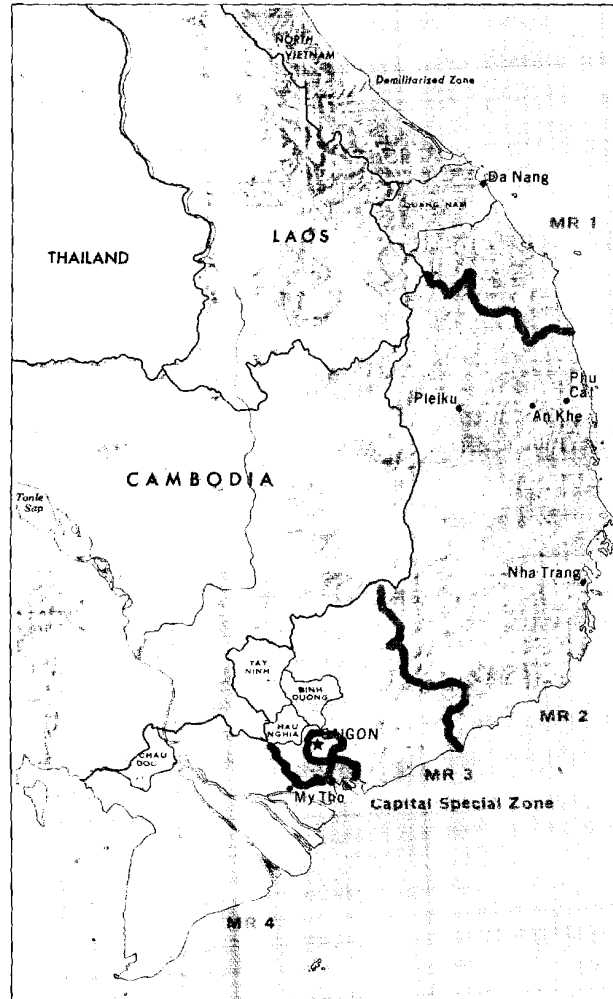 NORTH
VIETNAM
Demilitarized Zone
Da Nang
QUANG NAM
MR 1
LAOS
THAILAND
Phu
Cat
Pleiku
An Khe
CAMBODIA
Tonle
Sap
Nha Trang
TAY
NINH
BINH
DUONG
MR 2
HAU
NGHIA
SAIGON
CHAU
DOC
MR 3
My Tho
Capital Special Zone
MR 4